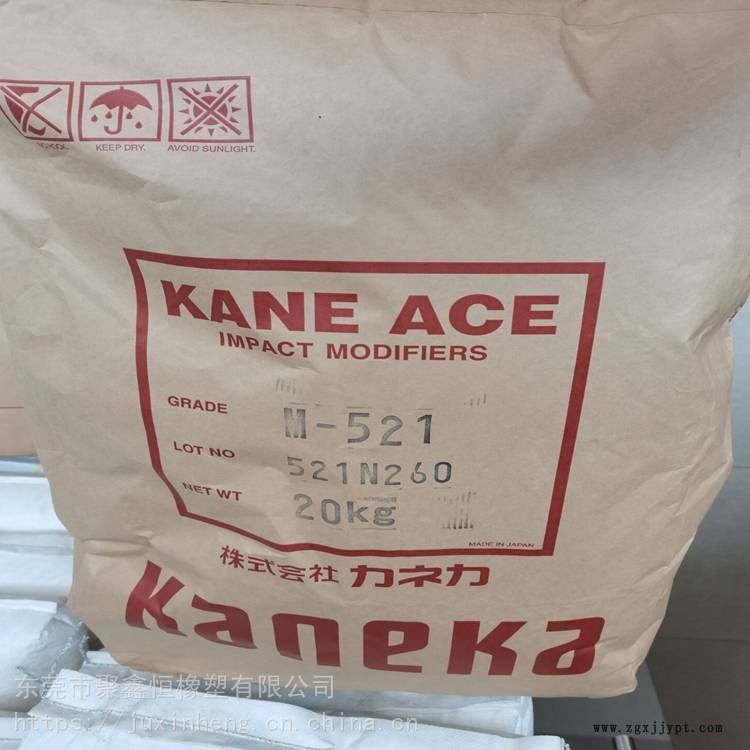 KEEP DRY.
AVOID SUNLIGHT.
KANE ACE
IMPACT MODIFIERS
GRADE
M-521
LOT NO
521N260
NET WT
20kg
MADE IN JAPAN
株式会社 カネカ
Kaneka
东莞市聚鑫恒橡塑有限公司
https://juxinheng.cn.china.cn/
www.zgxjjypt.com